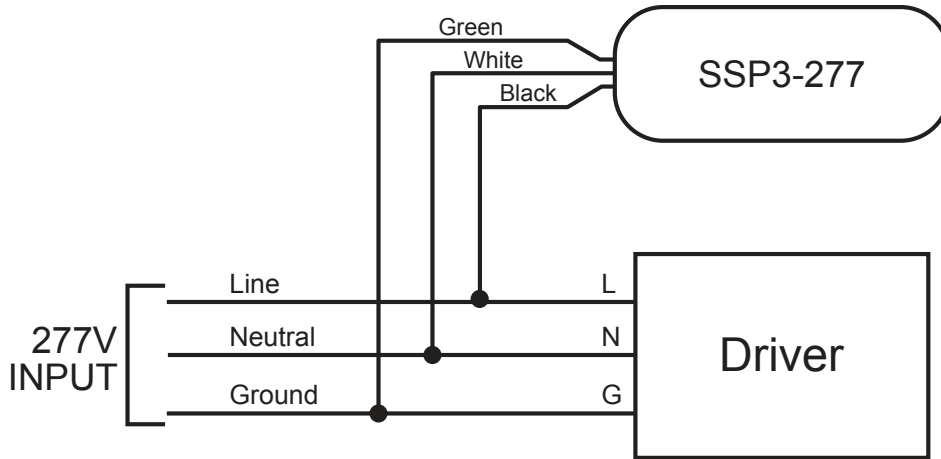 Green
White
Black
SSP3-277
277V
INPUT
Line
L
Neutral
N
Ground
G
Driver